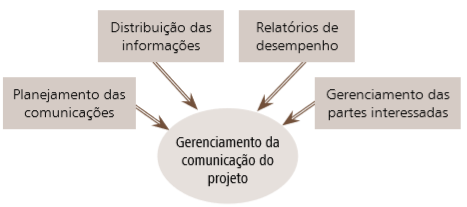 Distribuição das
informações
Relatórios de
desempenho
Planejamento das
comunicações
Gerenciamento das
partes interessadas
Gerenciamento da
comunicação do
projeto